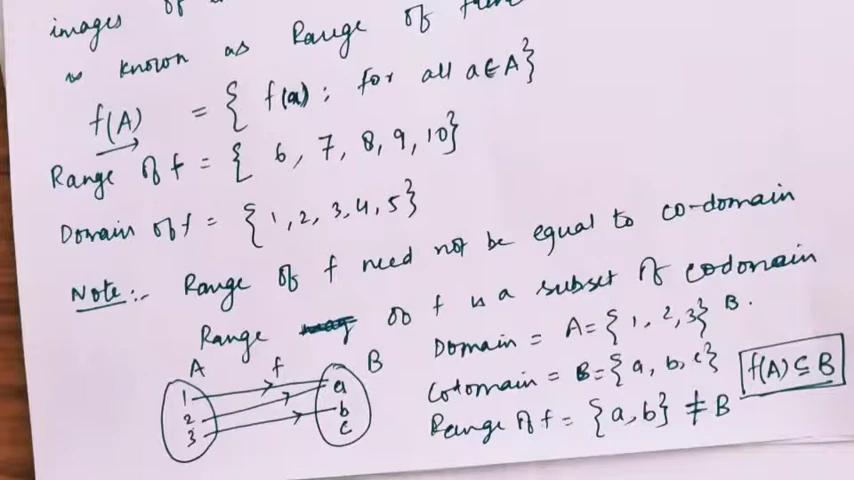 images of
is known as Range of
f(A) = { f(a) ; for all a∈A}
Range of f = { 6, 7, 8, 9, 10}
Domain of f = {1, 2, 3, 4, 5}
Note:- Range of f need not be equal to co-domain
Range of f is a subset of codomain B.
A f B
1 a
2 b
3 c
Domain = A = {1, 2, 3}
Codomain = B = {a, b, c}
f(A) ⊆ B
Range of f = {a, b} ≠ B